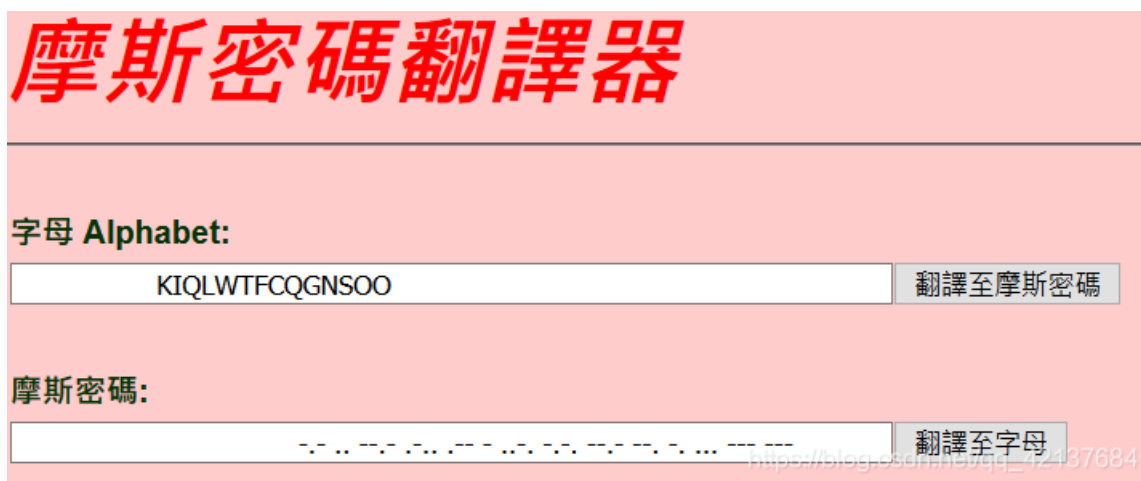 摩斯密碼翻譯器
字母 Alphabet:
KIQLWTFCQGNSOO 翻譯至摩斯密碼
摩斯密碼:
-.- .. --.- .-.. .-- - ..-. -.-. --.- --. -. ... --- --- 翻譯至字母
https://blog.csdn.net/qq_42137684